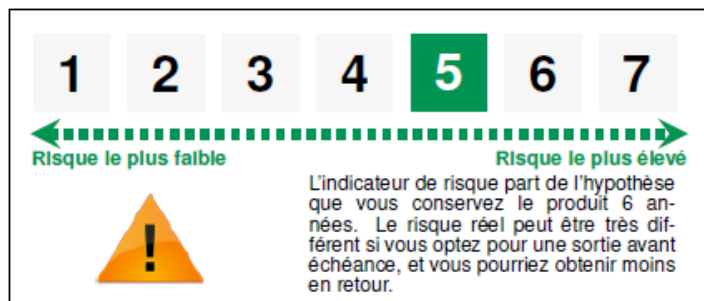 1 2 3 4 5 6 7
Risque le plus faible Risque le plus élevé
L'indicateur de risque part de l'hypothèse
que vous conservez le produit 6 an-
nées. Le risque réel peut être très dif-
férent si vous optez pour une sortie avant
échéance, et vous pourriez obtenir moins
en retour.
!